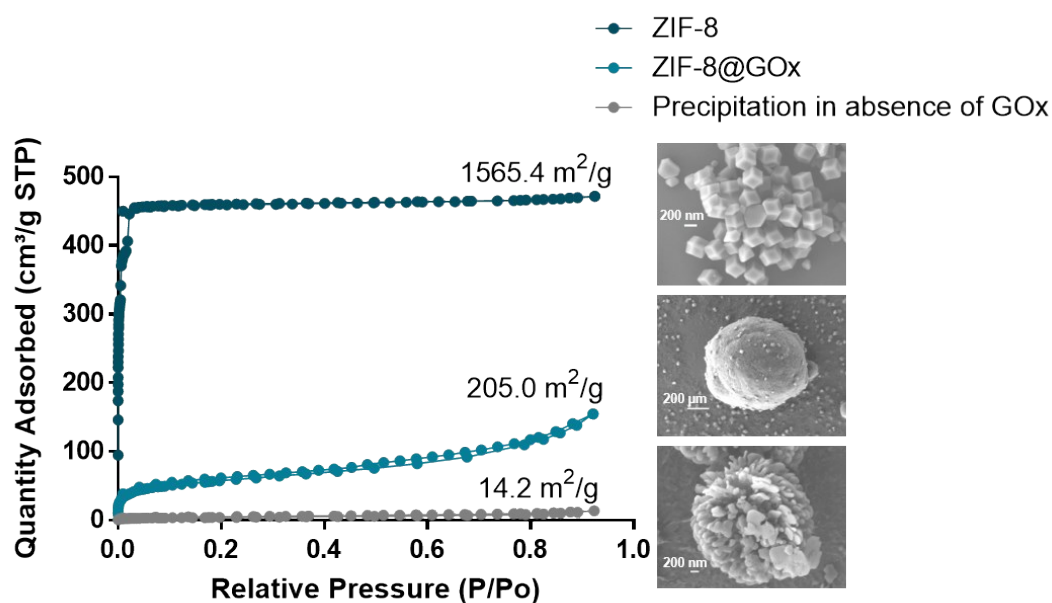 ZIF-8
ZIF-8@GOx
Precipitation in absence of GOx
Quantity Adsorbed (cm³/g STP)
500
400
300
200
100
0
1565.4 m²/g
205.0 m²/g
14.2 m²/g
0.0
0.2
0.4
0.6
0.8
1.0
Relative Pressure (P/Po)
200 nm
200 µm
200 nm